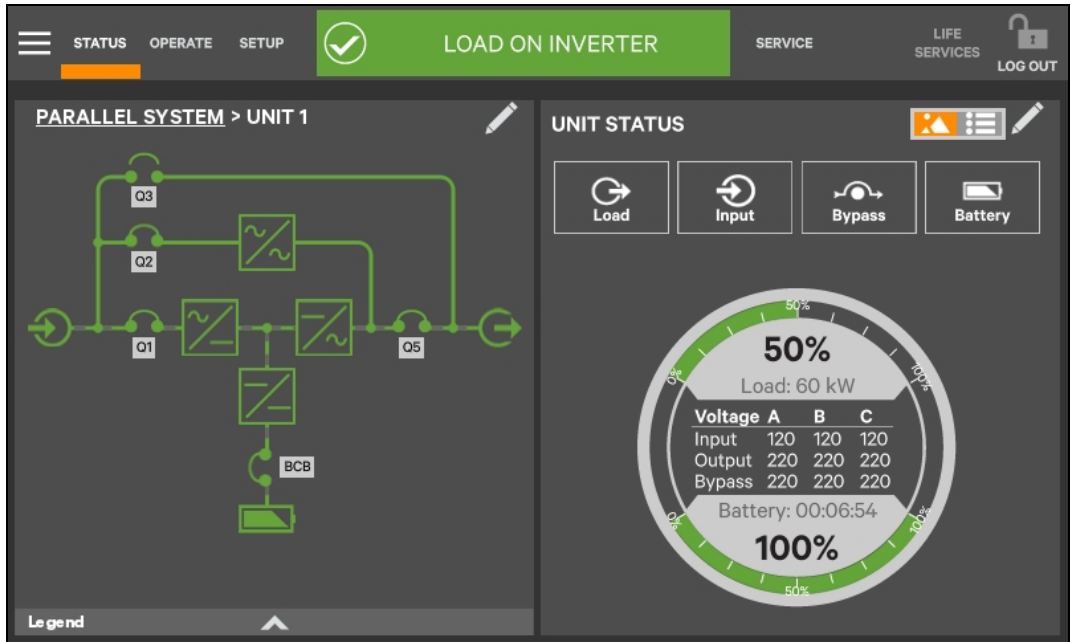 STATUS OPERATE SETUP LOAD ON INVERTER SERVICE LIFE SERVICES LOG OUT
PARALLEL SYSTEM > UNIT 1
Q3
Q2
Q1
Q5
BCB
Legend
UNIT STATUS
Load Input Bypass Battery
50%
0% 100%
50%
Load: 60 kW
Voltage A B C
Input 120 120 120
Output 220 220 220
Bypass 220 220 220
Battery: 00:06:54
100%
0% 100%
50%